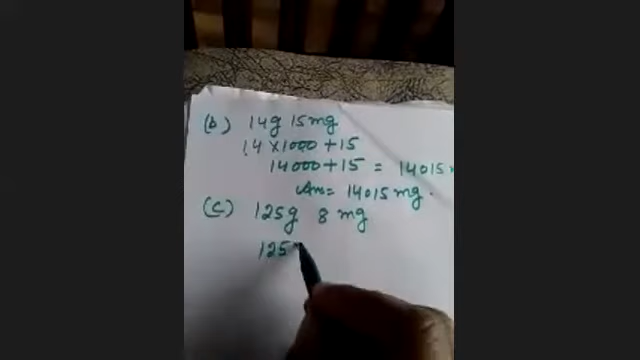 (b) 14g 15mg
14×1000+15
14000+15 = 14015 m
Ans= 14015 mg.
(c) 125g 8 mg
125